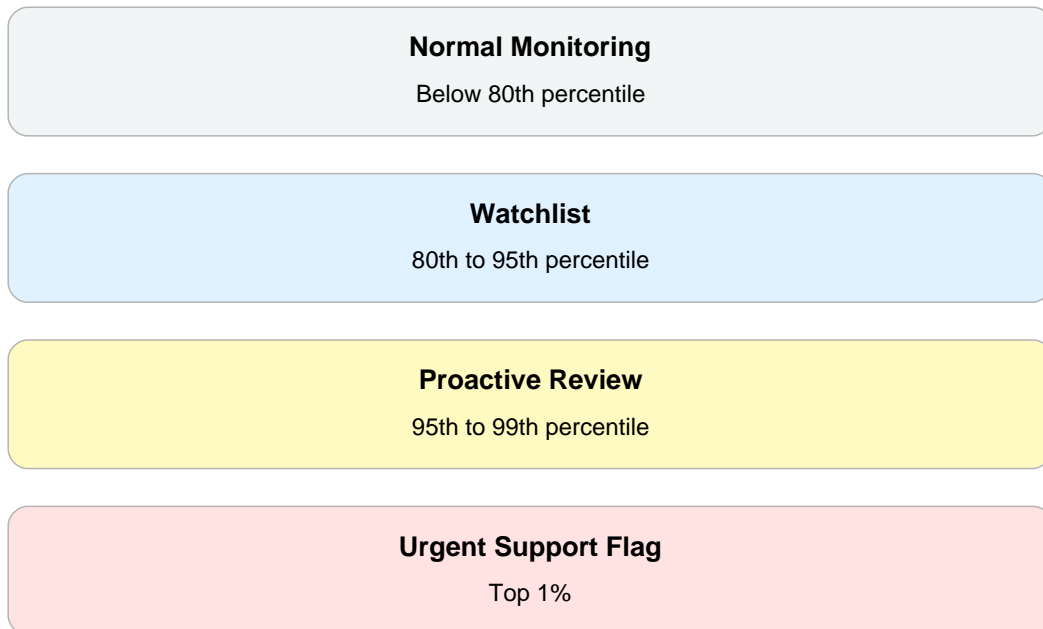 Normal Monitoring
Below 80th percentile
Watchlist
80th to 95th percentile
Proactive Review
95th to 99th percentile
Urgent Support Flag
Top 1%